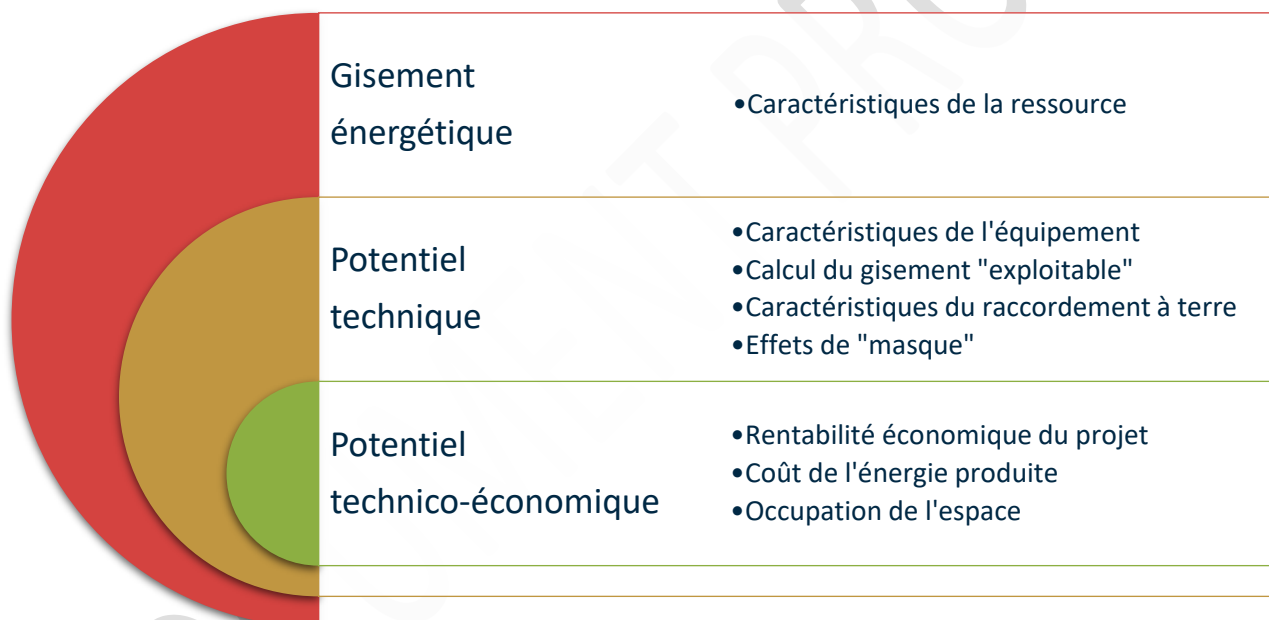 Gisement
énergétique
•Caractéristiques de la ressource
Potentiel
technique
•Caractéristiques de l'équipement
•Calcul du gisement "exploitable"
•Caractéristiques du raccordement à terre
•Effets de "masque"
Potentiel
technico-économique
•Rentabilité économique du projet
•Coût de l'énergie produite
•Occupation de l'espace